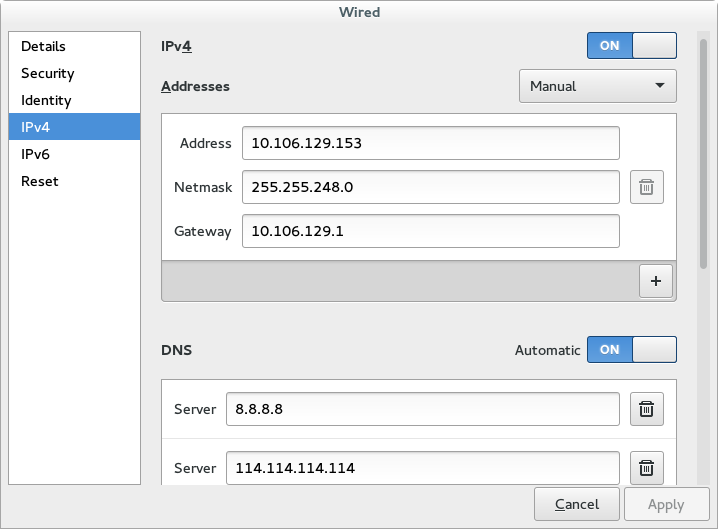 Wired
Details
Security
Identity
IPv4
IPv6
Reset
IPv4
ON
Addresses
Manual
Address
10.106.129.153
Netmask
255.255.248.0
Gateway
10.106.129.1
+
DNS
Automatic
ON
Server
8.8.8.8
Server
114.114.114.114
Cancel
Apply